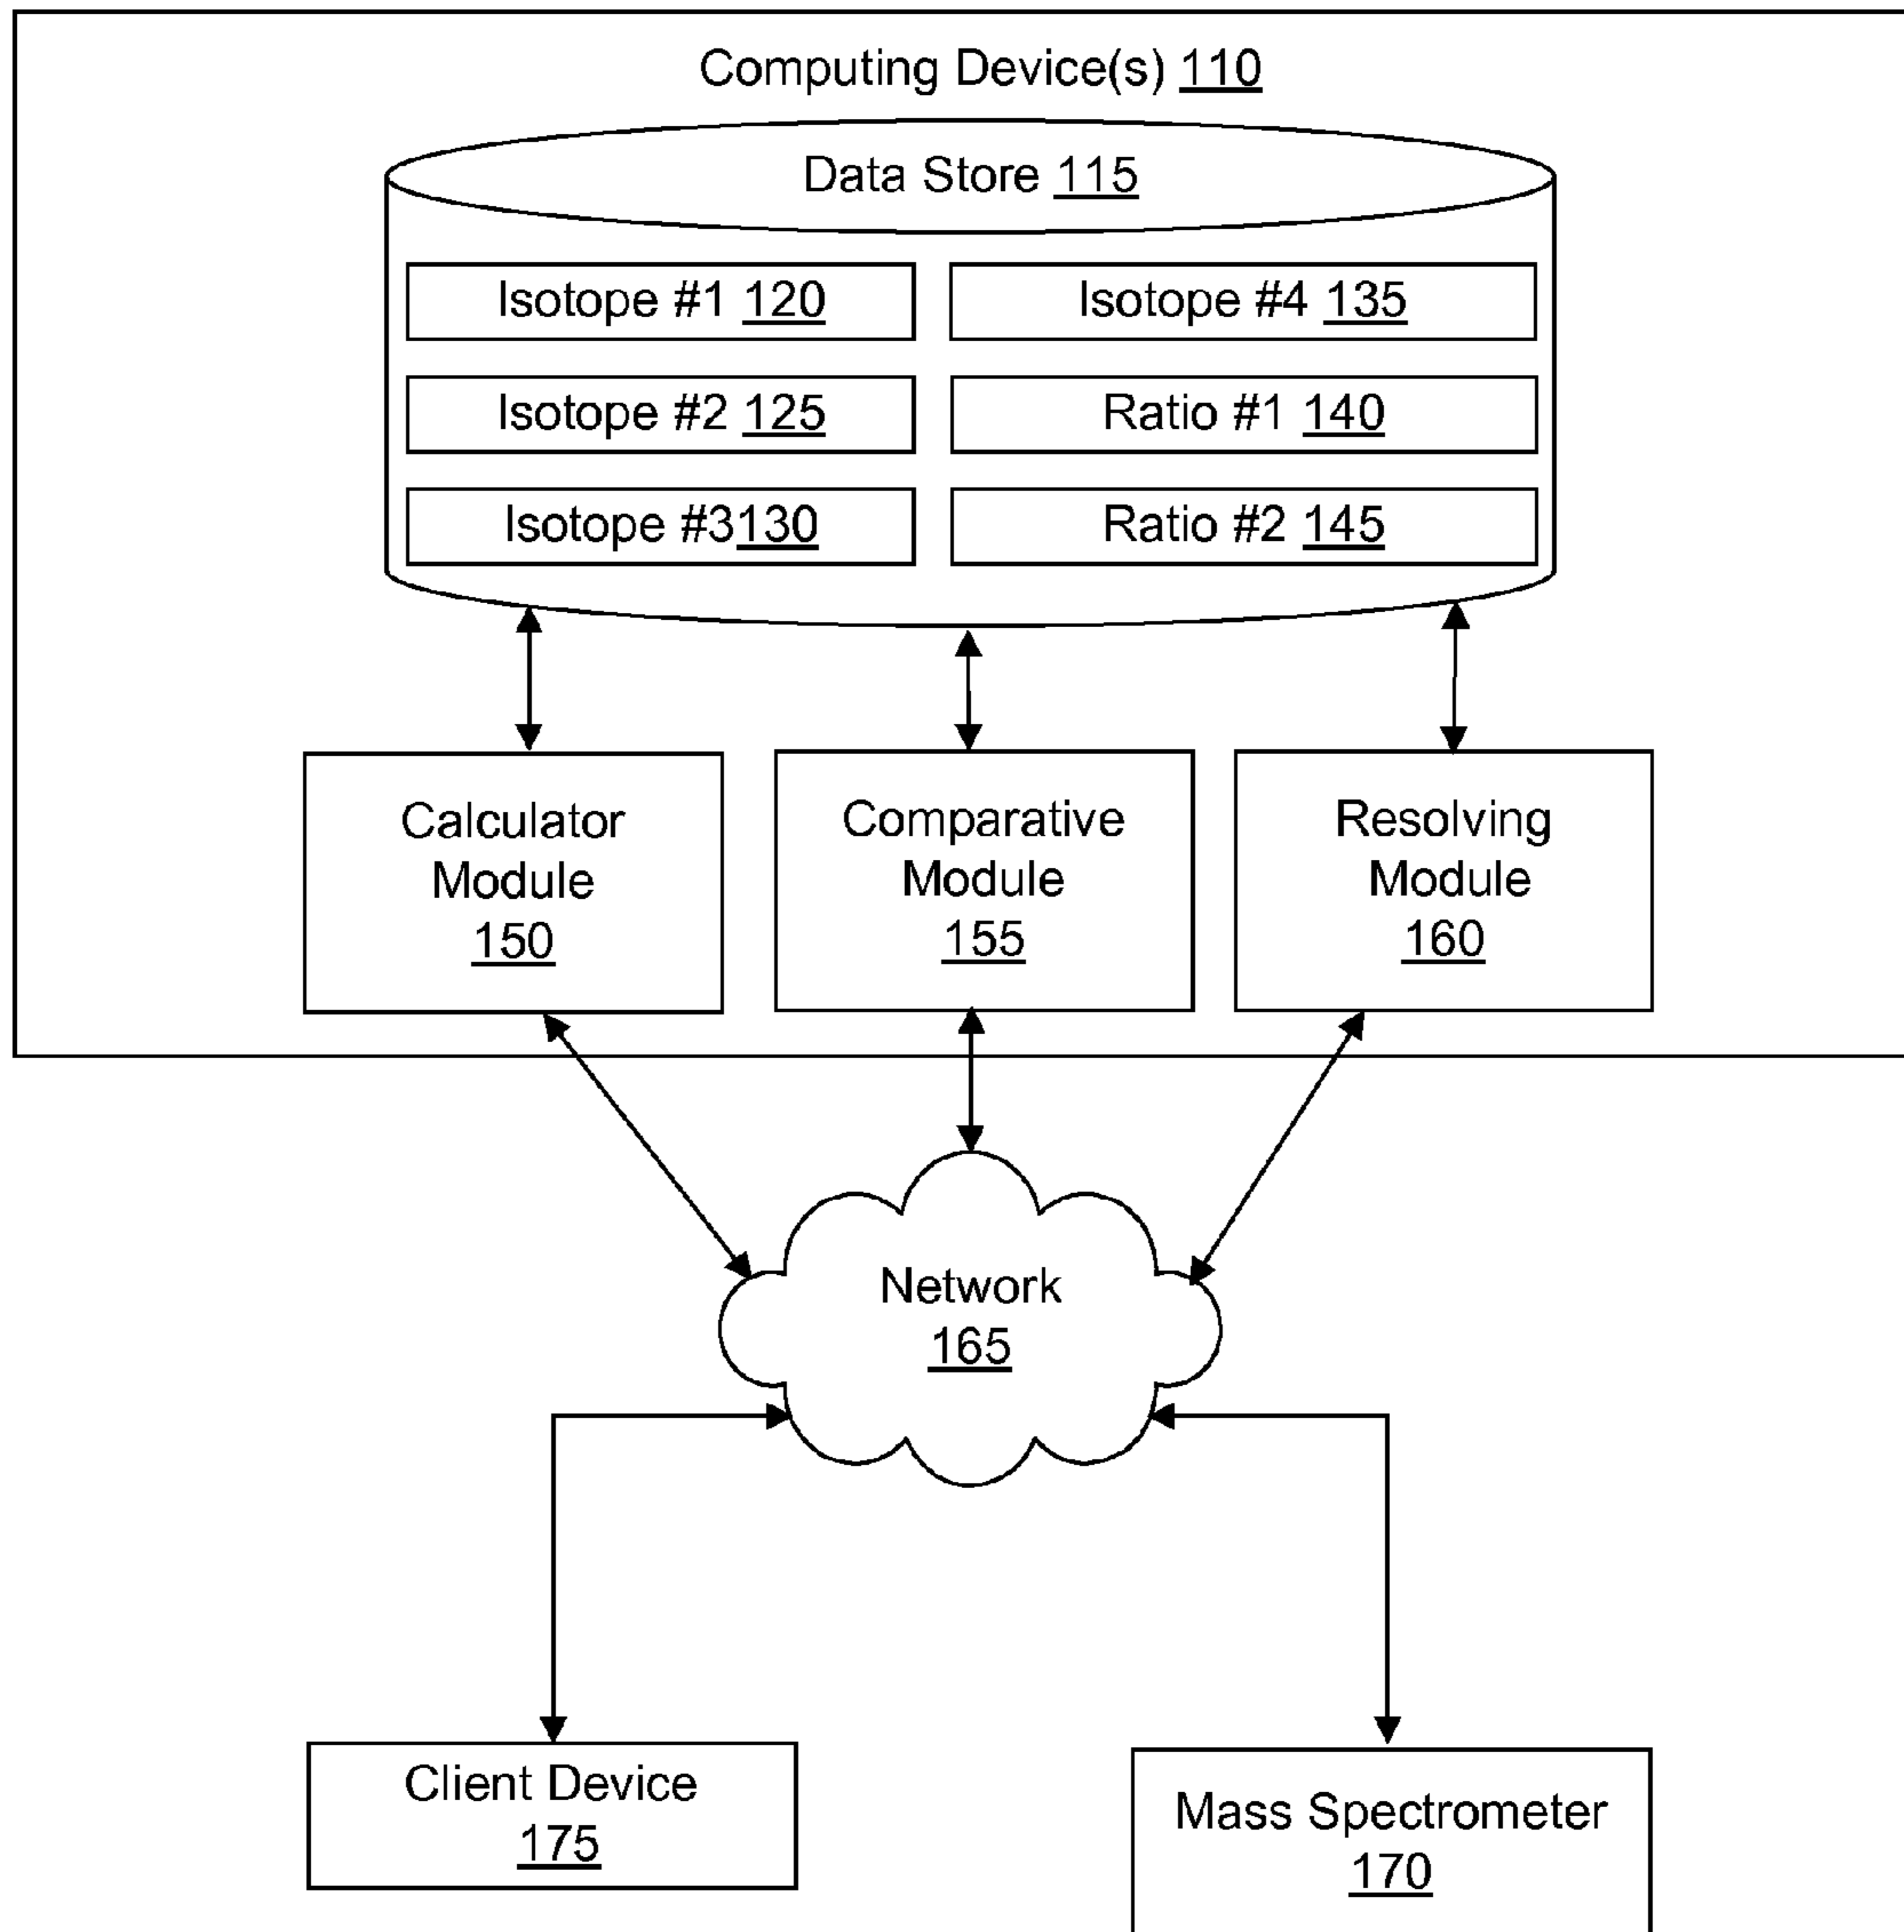 Computing Device(s) 110
Data Store 115
Isotope #1 120
Isotope #4 135
Isotope #2 125
Ratio #1 140
Isotope #3130
Ratio #2 145
Calculator
Module
150
Comparative
Module
155
Resolving
Module
160
Network
165
Client Device
175
Mass Spectrometer
170